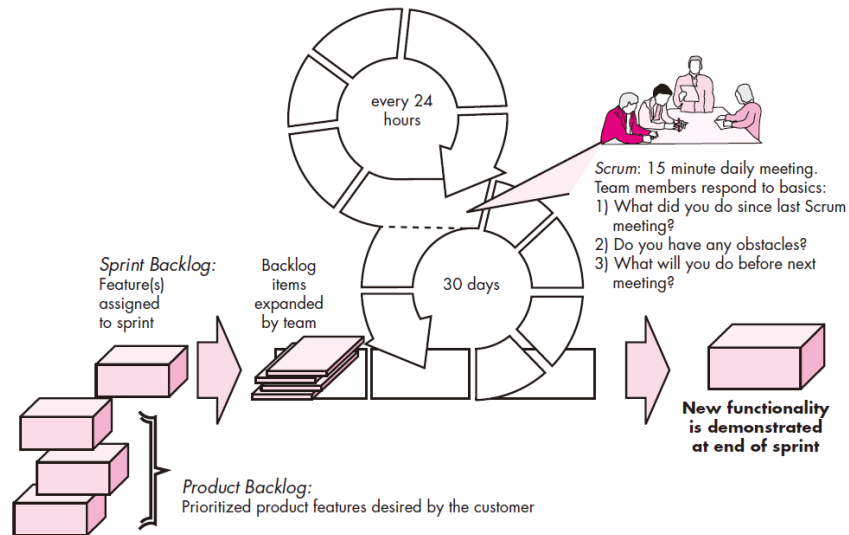 every 24
hours
Scrum: 15 minute daily meeting.
Team members respond to basics:
1) What did you do since last Scrum
meeting?
2) Do you have any obstacles?
3) What will you do before next
meeting?
Sprint Backlog:
Feature(s)
assigned
to sprint
Backlog
items
expanded
by team
30 days
New functionality
is demonstrated
at end of sprint
Product Backlog:
Prioritized product features desired by the customer